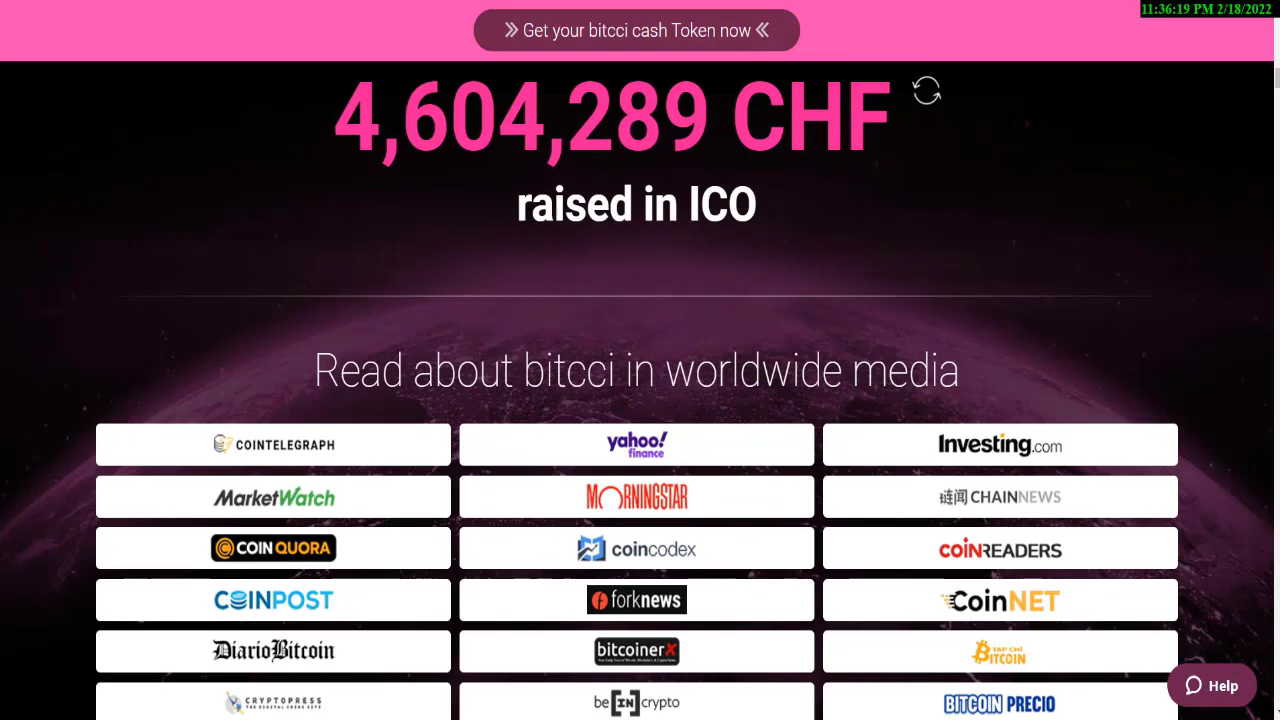 11:36:19 PM 2/18/2022
Get your bitcci cash Token now
4,604,289 CHF
raised in ICO
Read about bitcci in worldwide media
COINTELEGRAPH
yahoo!
finance
Investing.com
MarketWatch
MORNINGSTAR
链闻 CHAINNEWS
COIN QUORA
coincodex
COINREADERS
COINPOST
forknews
CoinNET
DiarioBitcoin
bitcoinerX
TAP CHÍ
BITCOIN
CRYPTOPRESS
be[IN]crypto
BITCOIN PRECIO
Help